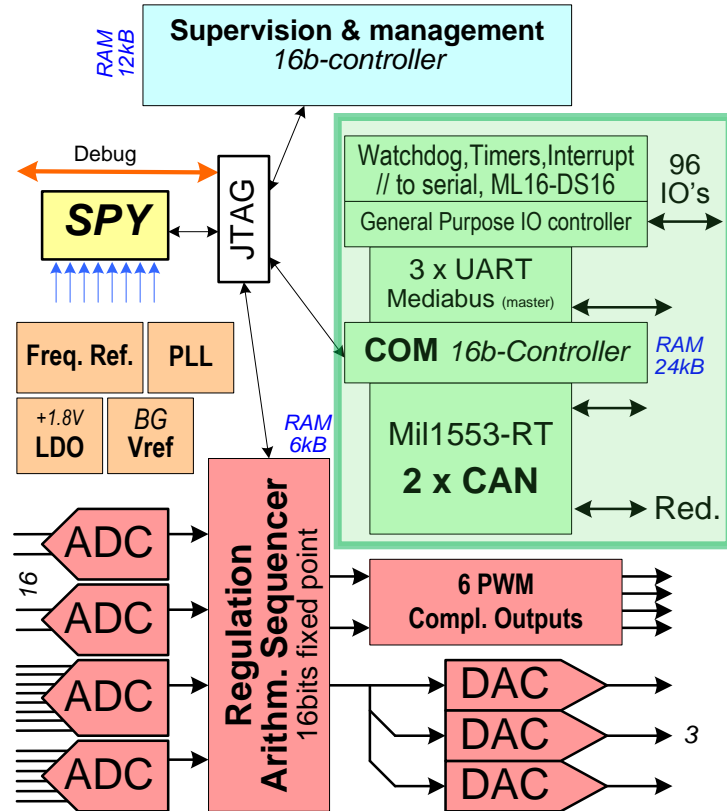 RAM
12kB
Supervision & management
16b-controller
Debug
JTAG
SPY
Watchdog,Timers,Interrupt
// to serial, ML16-DS16
General Purpose IO controller
96
IO's
3 x UART
Mediabus (master)
COM 16b-Controller
RAM
24kB
Mil1553-RT
2 x CAN
Red.
Freq. Ref.
PLL
+1.8V
LDO
BG
Vref
RAM
6kB
Regulation
Arithm. Sequencer
16bits fixed point
ADC
16
ADC
ADC
ADC
6 PWM
Compl. Outputs
DAC
DAC
3
DAC